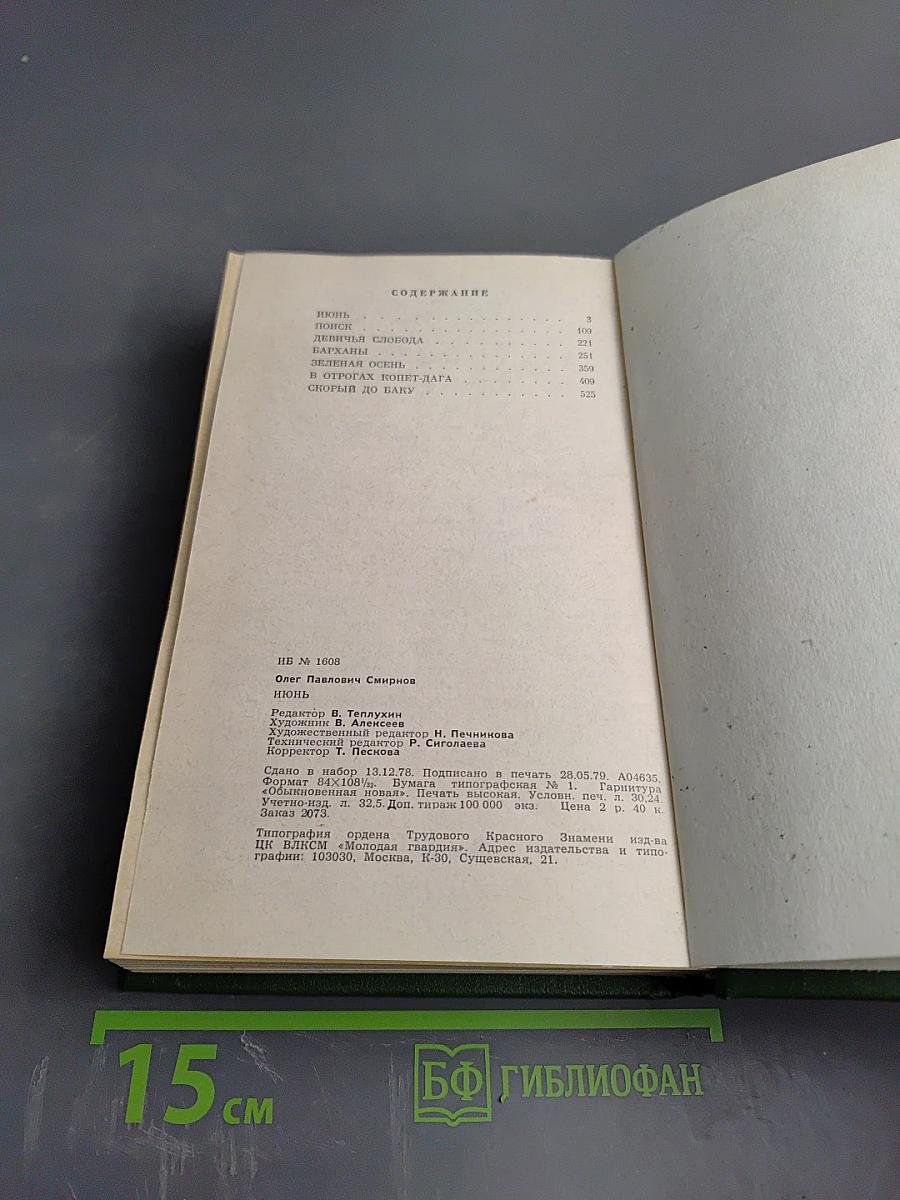 СОДЕРЖАНИЕ
ИЮНЬ . . . . . . . . . . . . . . 3
ПОИСК . . . . . . . . . . . . . . 109
ДЕВИЧЬЯ СЛОБОДА . . . . . . . . . . 221
БАРХАНЫ . . . . . . . . . . . . . 251
ЗЕЛЕНАЯ ОСЕНЬ . . . . . . . . . . . 359
В ОТРОГАХ КОПЕТ-ДАГА . . . . . . . . 409
СКОРЫЙ ДО БАКУ . . . . . . . . . . 525
ИБ № 1608
Олег Павлович Смирнов
ИЮНЬ
Редактор В. Теплухин
Художник В. Алексеев
Художественный редактор Н. Печникова
Технический редактор Р. Сиголаева
Корректор Т. Пескова
Сдано в набор 13.12.78. Подписано в печать 28.05.79. А04635.
Формат 84×108¹/₃₂. Бумага типографская № 1. Гарнитура
«Обыкновенная новая». Печать высокая. Условн. печ. л. 30,24.
Учетно-изд. л. 32,5. Доп. тираж 100 000 экз. Цена 2 р. 40 к.
Заказ 2073.
Типография ордена Трудового Красного Знамени изд-ва
ЦК ВЛКСМ «Молодая гвардия». Адрес издательства и типо-
графии: 103030, Москва, К-30, Сущевская, 21.
15 см
БФ ГИБЛИОФАН